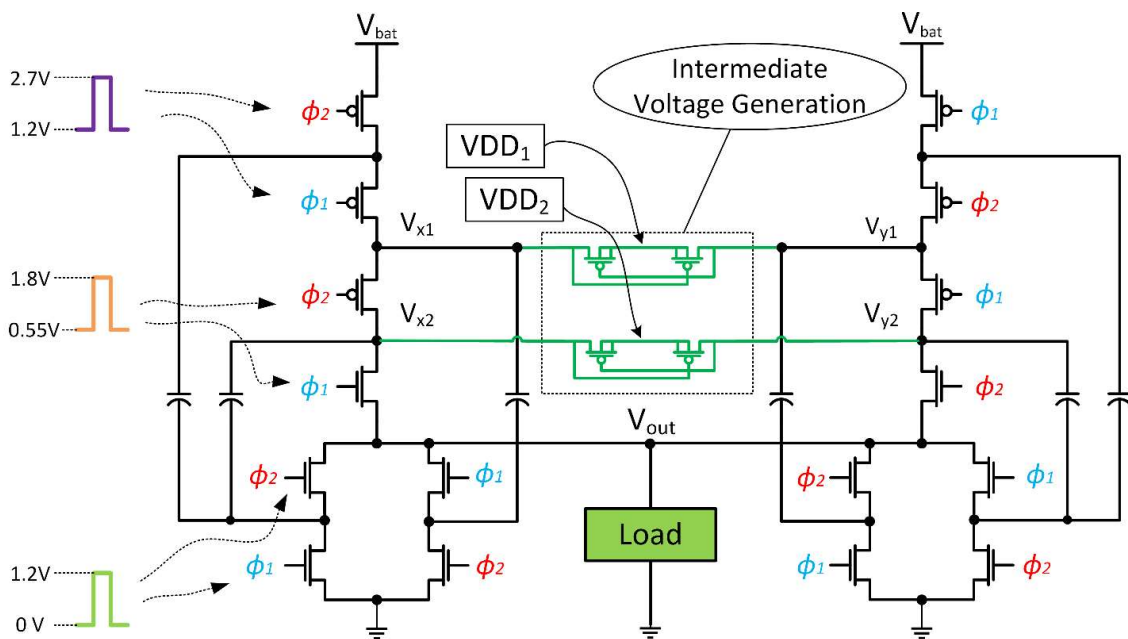 V_bat
V_bat
Intermediate
Voltage Generation
2.7V
1.2V
ϕ2
ϕ1
VDD₁
ϕ1
VDD₂
ϕ2
V_x1
V_y1
1.8V
0.55V
ϕ2
ϕ1
V_x2
V_y2
ϕ1
ϕ2
V_out
ϕ2
ϕ1
ϕ2
ϕ1
Load
1.2V
0 V
ϕ1
ϕ2
ϕ1
ϕ2